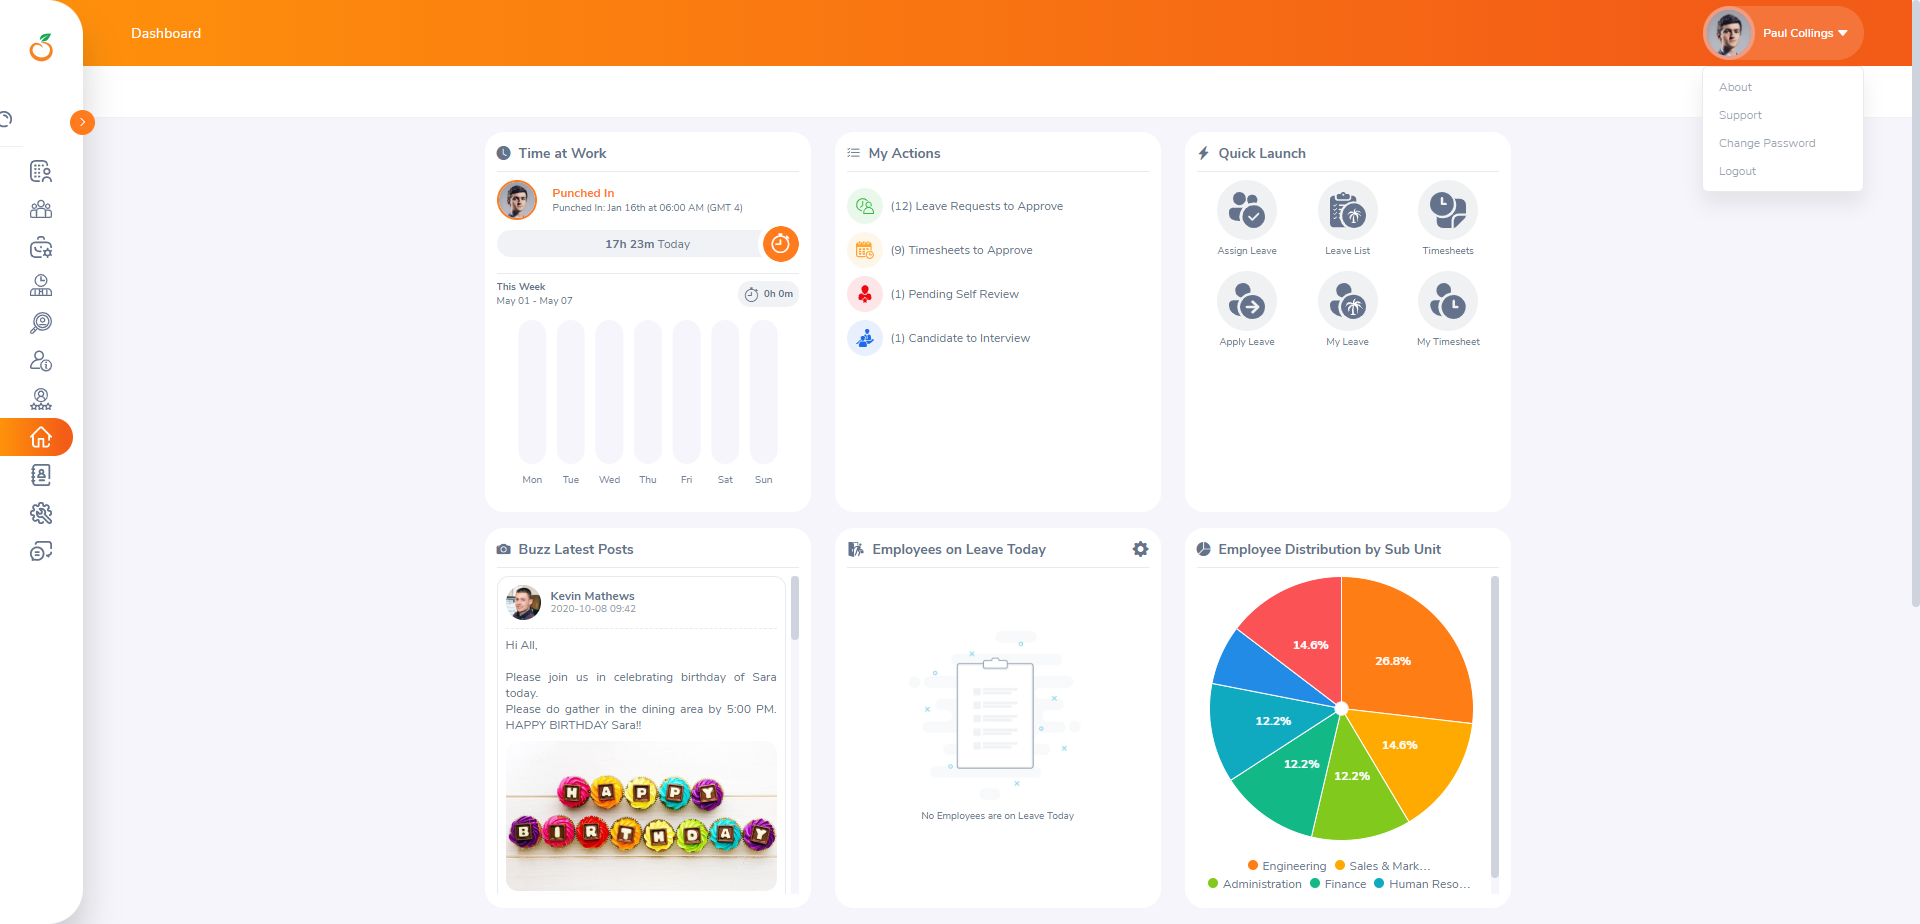 Dashboard
Paul Collings
About
Support
Change Password
Logout
Time at Work
Punched In
Punched In: Jan 16th at 06:00 AM (GMT 4)
17h 23m Today
This Week
May 01 - May 07
0h 0m
Mon Tue Wed Thu Fri Sat Sun
My Actions
(12) Leave Requests to Approve
(9) Timesheets to Approve
(1) Pending Self Review
(1) Candidate to Interview
Quick Launch
Assign Leave Leave List Timesheets
Apply Leave My Leave My Timesheet
Buzz Latest Posts
Kevin Mathews
2020-10-08 09:42
Hi All,
Please join us in celebrating birthday of Sara
today.
Please do gather in the dining area by 5:00 PM.
HAPPY BIRTHDAY Sara!!
HAPPY
BIRTHDAY
Employees on Leave Today
No Employees are on Leave Today
Employee Distribution by Sub Unit
14.6%
26.8%
12.2%
14.6%
12.2%
12.2%
Engineering Sales & Mark...
Administration Finance Human Reso...